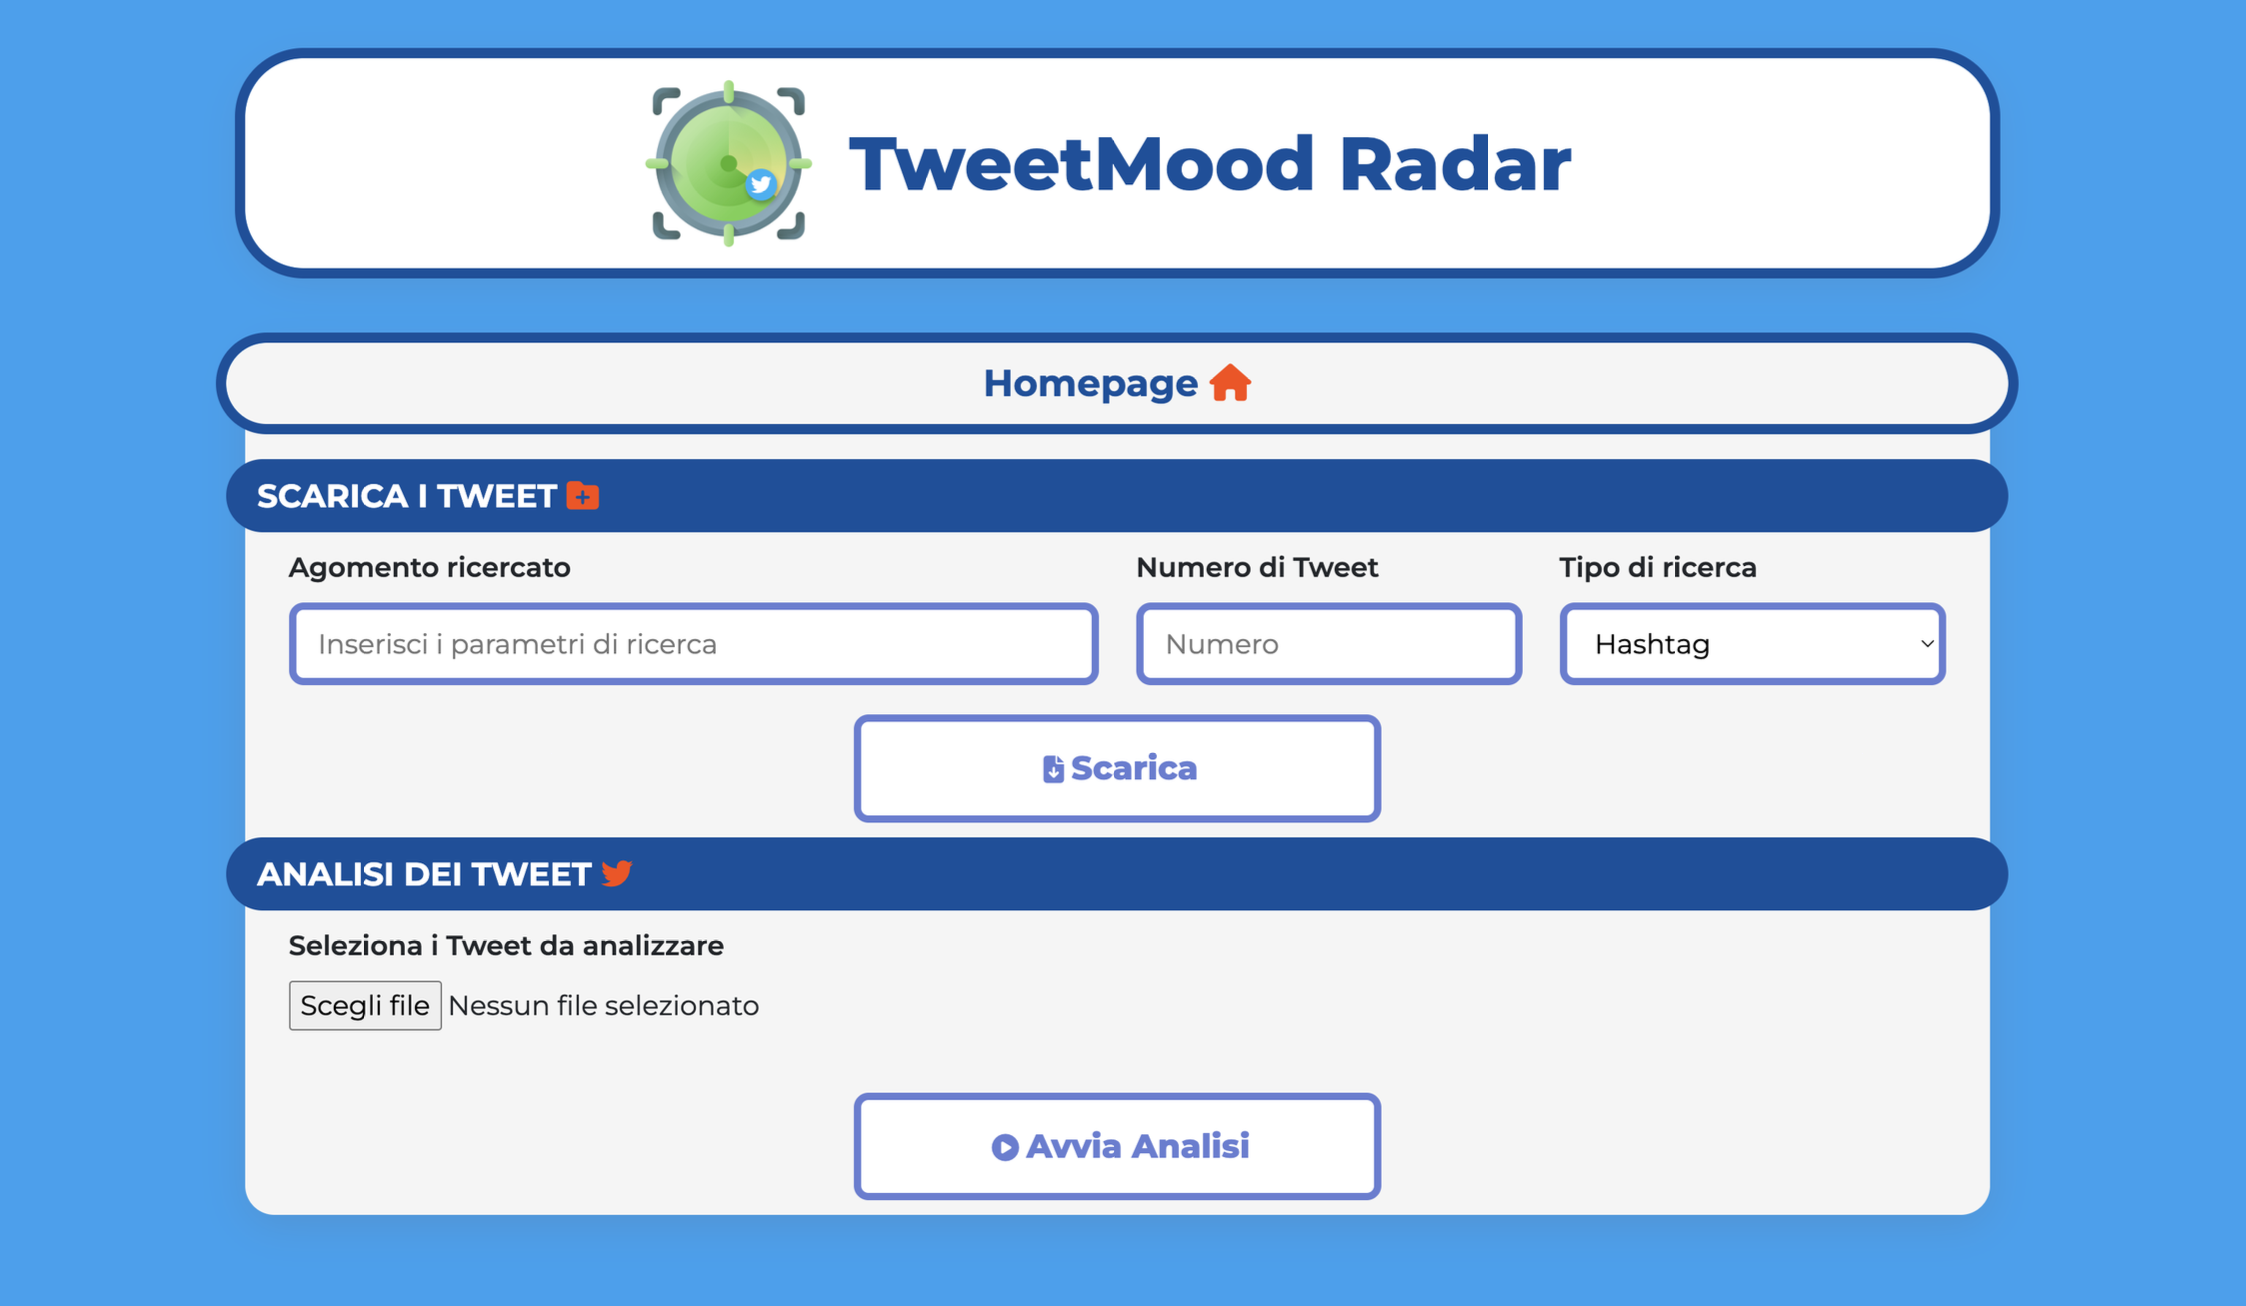 TweetMood Radar
Homepage
SCARICA I TWEET
Agomento ricercato
Numero di Tweet
Tipo di ricerca
Inserisci i parametri di ricerca
Numero
Hashtag
Scarica
ANALISI DEI TWEET
Seleziona i Tweet da analizzare
Scegli file Nessun file selezionato
Avvia Analisi